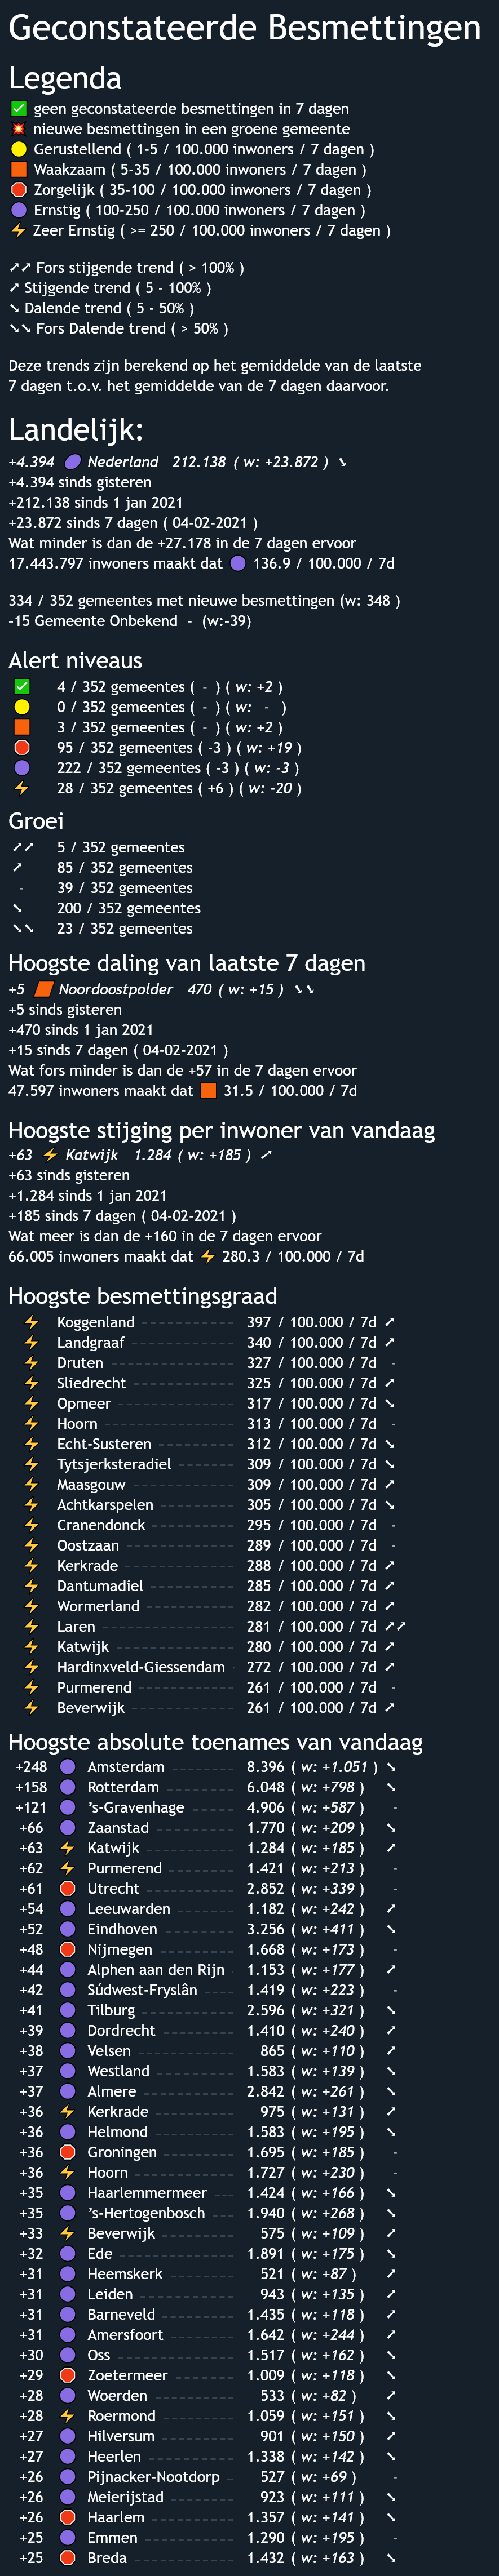 Geconstateerde Besmettingen
Legenda
geen geconstateerde besmettingen in 7 dagen
nieuwe besmettingen in een groene gemeente
Gerustellend ( 1-5 / 100.000 inwoners / 7 dagen )
Waakzaam ( 5-35 / 100.000 inwoners / 7 dagen )
Zorgelijk ( 35-100 / 100.000 inwoners / 7 dagen )
Ernstig ( 100-250 / 100.000 inwoners / 7 dagen )
Zeer Ernstig ( >= 250 / 100.000 inwoners / 7 dagen )
➚➚ Fors stijgende trend ( > 100% )
➚ Stijgende trend ( 5 - 100% )
➘ Dalende trend ( 5 - 50% )
➘➘ Fors Dalende trend ( > 50% )
Deze trends zijn berekend op het gemiddelde van de laatste
7 dagen t.o.v. het gemiddelde van de 7 dagen daarvoor.
Landelijk:
+4.394 Nederland 212.138 ( w: +23.872 ) ➘
+4.394 sinds gisteren
+212.138 sinds 1 jan 2021
+23.872 sinds 7 dagen ( 04-02-2021 )
Wat minder is dan de +27.178 in de 7 dagen ervoor
17.443.797 inwoners maakt dat 136.9 / 100.000 / 7d
334 / 352 gemeentes met nieuwe besmettingen (w: 348 )
-15 Gemeente Onbekend - (w:-39)
Alert niveaus
4 / 352 gemeentes ( - ) ( w: +2 )
0 / 352 gemeentes ( - ) ( w: - )
3 / 352 gemeentes ( - ) ( w: +2 )
95 / 352 gemeentes ( -3 ) ( w: +19 )
222 / 352 gemeentes ( -3 ) ( w: -3 )
28 / 352 gemeentes ( +6 ) ( w: -20 )
Groei
➚➚ 5 / 352 gemeentes
➚ 85 / 352 gemeentes
- 39 / 352 gemeentes
➘ 200 / 352 gemeentes
➘➘ 23 / 352 gemeentes
Hoogste daling van laatste 7 dagen
+5 Noordoostpolder 470 ( w: +15 ) ➘➘
+5 sinds gisteren
+470 sinds 1 jan 2021
+15 sinds 7 dagen ( 04-02-2021 )
Wat fors minder is dan de +57 in de 7 dagen ervoor
47.597 inwoners maakt dat 31.5 / 100.000 / 7d
Hoogste stijging per inwoner van vandaag
+63 Katwijk 1.284 ( w: +185 ) ➚
+63 sinds gisteren
+1.284 sinds 1 jan 2021
+185 sinds 7 dagen ( 04-02-2021 )
Wat meer is dan de +160 in de 7 dagen ervoor
66.005 inwoners maakt dat 280.3 / 100.000 / 7d
Hoogste besmettingsgraad
Koggenland 397 / 100.000 / 7d ➚
Landgraaf 340 / 100.000 / 7d ➚
Druten 327 / 100.000 / 7d -
Sliedrecht 325 / 100.000 / 7d ➚
Opmeer 317 / 100.000 / 7d ➘
Hoorn 313 / 100.000 / 7d -
Echt-Susteren 312 / 100.000 / 7d ➘
Tytsjerksteradiel 309 / 100.000 / 7d ➘
Maasgouw 309 / 100.000 / 7d ➚
Achtkarspelen 305 / 100.000 / 7d ➘
Cranendonck 295 / 100.000 / 7d -
Oostzaan 289 / 100.000 / 7d -
Kerkrade 288 / 100.000 / 7d ➚
Dantumadiel 285 / 100.000 / 7d ➚
Wormerland 282 / 100.000 / 7d ➚
Laren 281 / 100.000 / 7d ➚➚
Katwijk 280 / 100.000 / 7d ➚
Hardinxveld-Giessendam 272 / 100.000 / 7d ➚
Purmerend 261 / 100.000 / 7d -
Beverwijk 261 / 100.000 / 7d ➚
Hoogste absolute toenames van vandaag
+248 Amsterdam 8.396 ( w: +1.051 ) ➘
+158 Rotterdam 6.048 ( w: +798 ) ➘
+121 's-Gravenhage 4.906 ( w: +587 ) -
+66 Zaanstad 1.770 ( w: +209 ) ➘
+63 Katwijk 1.284 ( w: +185 ) ➚
+62 Purmerend 1.421 ( w: +213 ) -
+61 Utrecht 2.852 ( w: +339 ) -
+54 Leeuwarden 1.182 ( w: +242 ) ➚
+52 Eindhoven 3.256 ( w: +411 ) ➘
+48 Nijmegen 1.668 ( w: +173 ) -
+44 Alphen aan den Rijn 1.153 ( w: +177 ) ➚
+42 Súdwest-Fryslân 1.419 ( w: +223 ) -
+41 Tilburg 2.596 ( w: +321 ) ➘
+39 Dordrecht 1.410 ( w: +240 ) ➚
+38 Velsen 865 ( w: +110 ) ➚
+37 Westland 1.583 ( w: +139 ) ➘
+37 Almere 2.842 ( w: +261 ) ➘
+36 Kerkrade 975 ( w: +131 ) ➚
+36 Helmond 1.583 ( w: +195 ) ➘
+36 Groningen 1.695 ( w: +185 ) -
+36 Hoorn 1.727 ( w: +230 ) -
+35 Haarlemmermeer 1.424 ( w: +166 ) ➘
+35 's-Hertogenbosch 1.940 ( w: +268 ) ➘
+33 Beverwijk 575 ( w: +109 ) ➚
+32 Ede 1.891 ( w: +175 ) ➘
+31 Heemskerk 521 ( w: +87 ) ➚
+31 Leiden 943 ( w: +135 ) ➚
+31 Barneveld 1.435 ( w: +118 ) ➚
+31 Amersfoort 1.642 ( w: +244 ) ➚
+30 Oss 1.517 ( w: +162 ) ➘
+29 Zoetermeer 1.009 ( w: +118 ) ➘
+28 Woerden 533 ( w: +82 ) ➚
+28 Roermond 1.059 ( w: +151 ) ➘
+27 Hilversum 901 ( w: +150 ) ➚
+27 Heerlen 1.338 ( w: +142 ) ➘
+26 Pijnacker-Nootdorp 527 ( w: +69 ) -
+26 Meierijstad 923 ( w: +111 ) ➘
+26 Haarlem 1.357 ( w: +141 ) ➘
+25 Emmen 1.290 ( w: +195 ) -
+25 Breda 1.432 ( w: +163 ) ➘